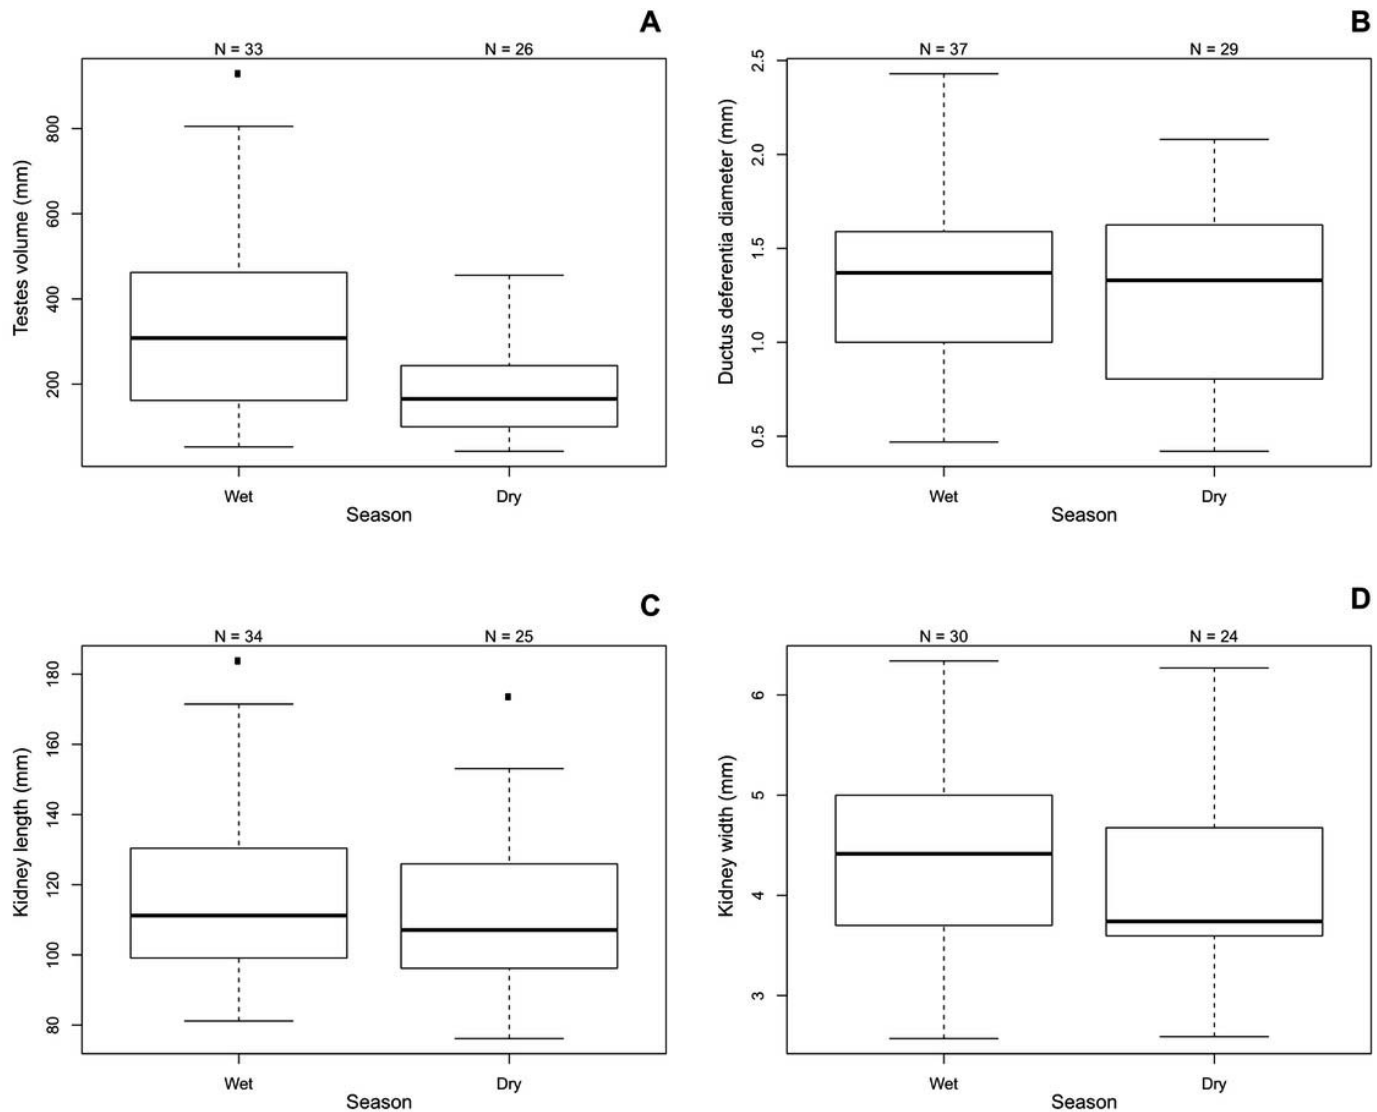 A
N = 33
N = 26
Testes volume (mm)
800
600
400
200
Wet
Dry
Season
B
N = 37
N = 29
Ductus deferentia diameter (mm)
2.5
2.0
1.5
1.0
0.5
Wet
Dry
Season
C
N = 34
N = 25
Kidney length (mm)
180
160
140
120
100
80
Wet
Dry
Season
D
N = 30
N = 24
Kidney width (mm)
6
5
4
3
Wet
Dry
Season